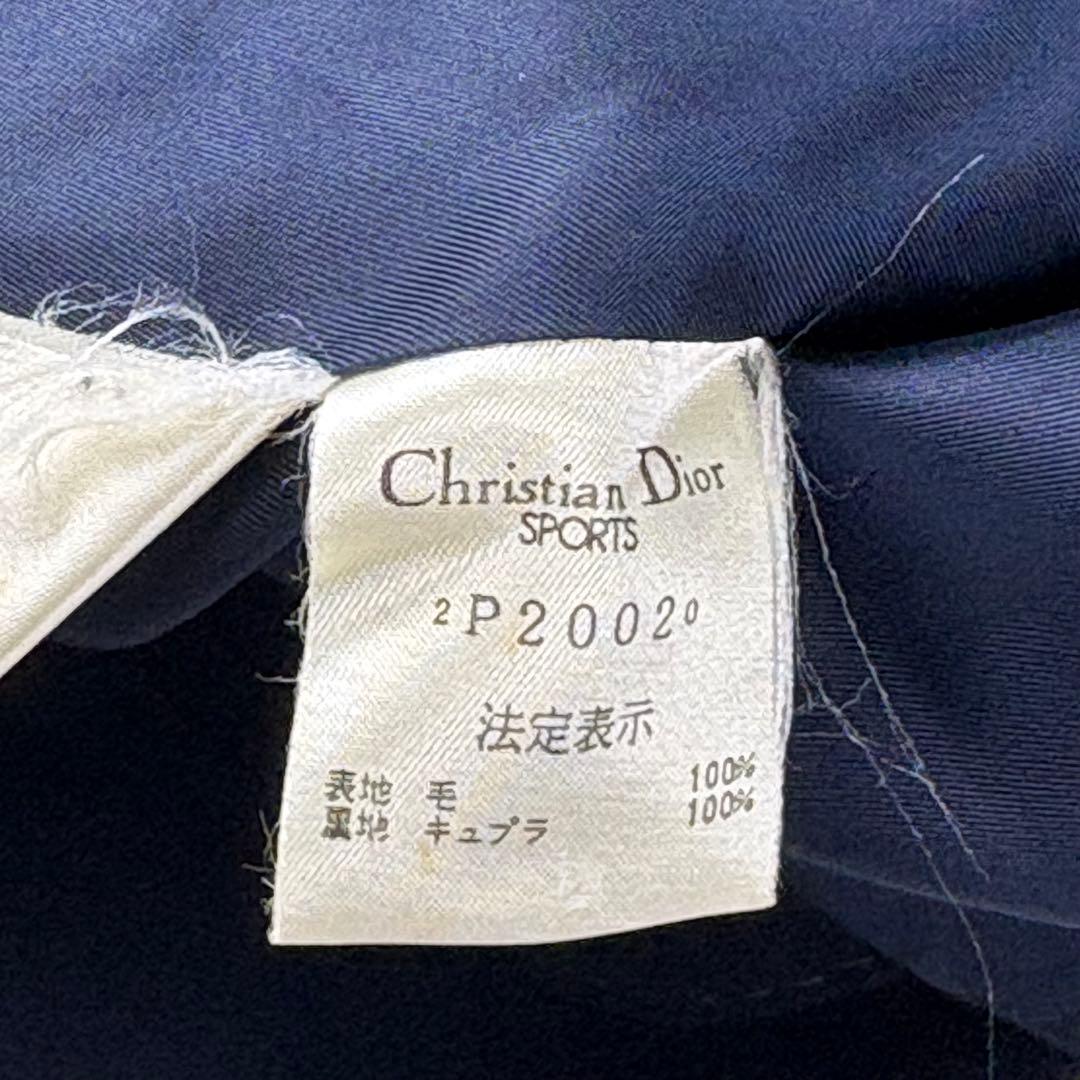 Christian Dior
SPORTS
2P20020
法定表示
表地 毛 100%
裏地 キュプラ 100%